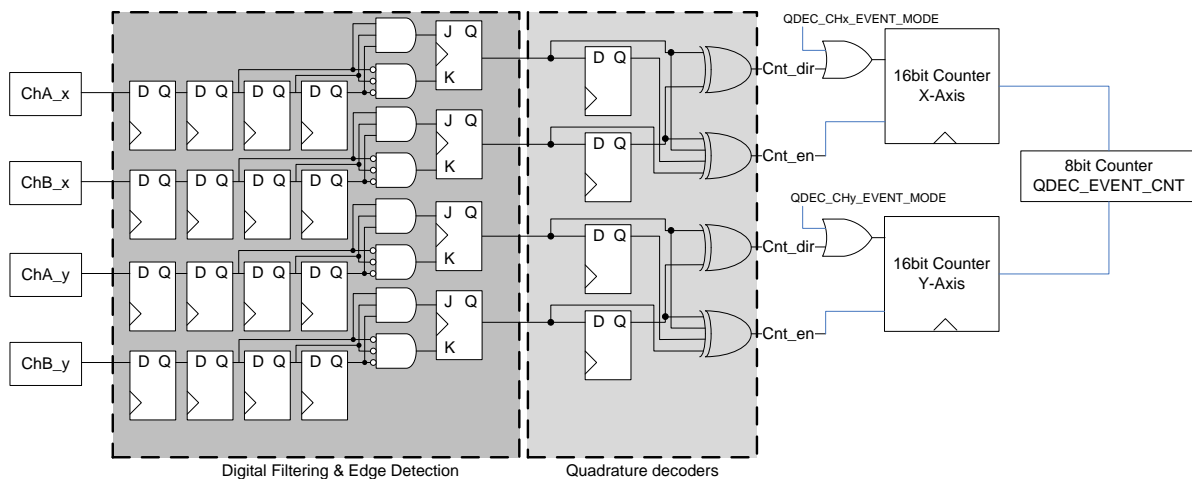 QDEC_CHx_EVENT_MODE
J Q
K
ChA_x
D Q D Q D Q D Q
D Q
Cnt_dir
16bit Counter
X-Axis
J Q
K
ChB_x
D Q D Q D Q D Q
D Q
Cnt_en
8bit Counter
QDEC_EVENT_CNT
QDEC_CHy_EVENT_MODE
J Q
K
ChA_y
D Q D Q D Q D Q
D Q
Cnt_dir
16bit Counter
Y-Axis
J Q
K
ChB_y
D Q D Q D Q D Q
D Q
Cnt_en
Digital Filtering & Edge Detection
Quadrature decoders